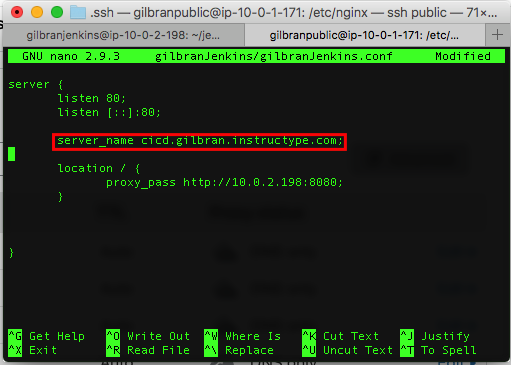 .ssh — gilbranpublic@ip-10-0-1-171: /etc/nginx — ssh public — 71×...
gilbranjenkins@ip-10-0-2-198: ~/je... gilbranpublic@ip-10-0-1-171: /etc/...
GNU nano 2.9.3 gilbranJenkins/gilbranJenkins.conf Modified
server {
listen 80;
listen [::]:80;
server_name cicd.gilbran.instructype.com;
location / {
proxy_pass http://10.0.2.198:8080;
}
}
^G Get Help ^O Write Out ^W Where Is ^K Cut Text ^J Justify
^X Exit ^R Read File ^\ Replace ^U Uncut Text ^T To Spell